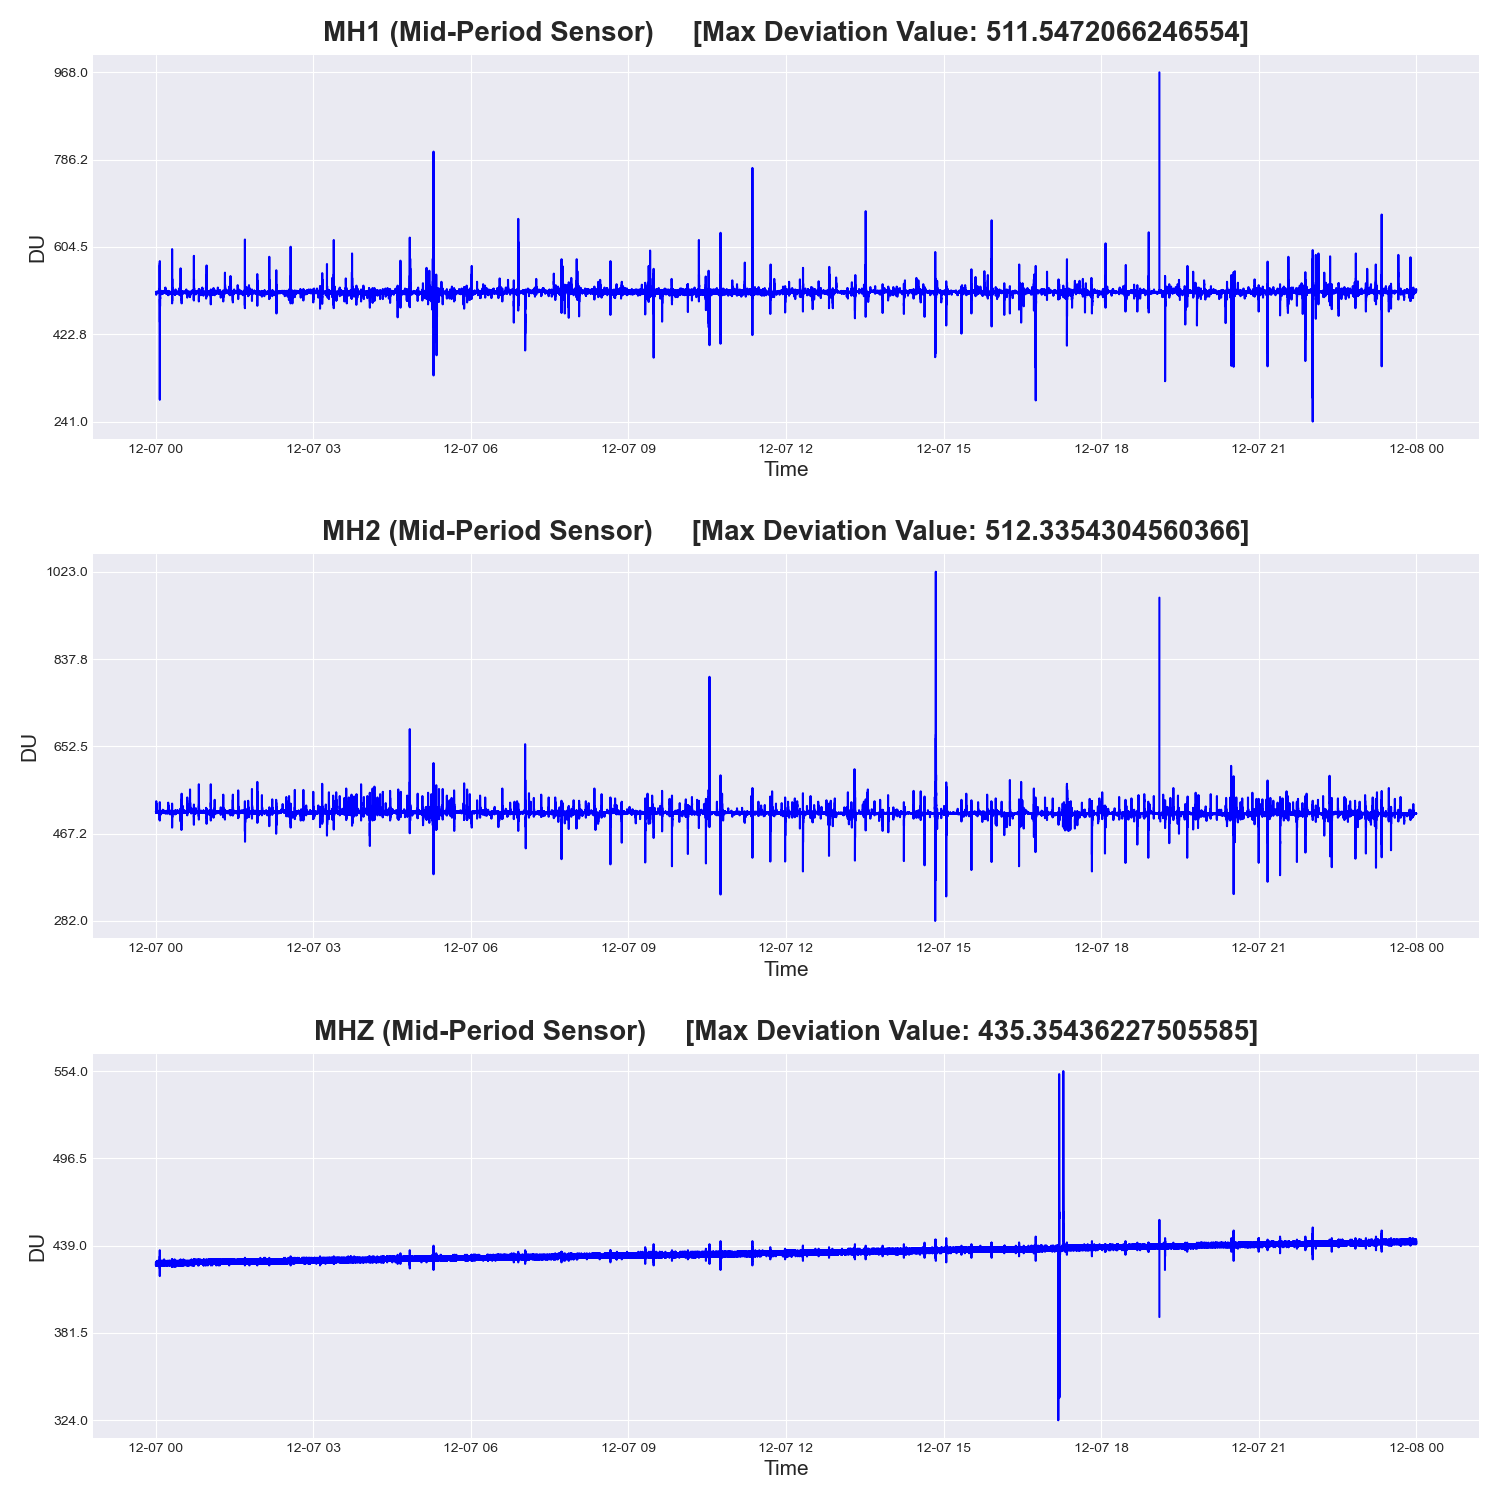 MH1 (Mid-Period Sensor) [Max Deviation Value: 511.5472066246554]
968.0
786.2
604.5
422.8
241.0
DU
12-07 00 12-07 03 12-07 06 12-07 09 12-07 12 12-07 15 12-07 18 12-07 21 12-08 00
Time
MH2 (Mid-Period Sensor) [Max Deviation Value: 512.3354304560366]
1023.0
837.8
652.5
467.2
282.0
DU
12-07 00 12-07 03 12-07 06 12-07 09 12-07 12 12-07 15 12-07 18 12-07 21 12-08 00
Time
MHZ (Mid-Period Sensor) [Max Deviation Value: 435.35436227505585]
554.0
496.5
439.0
381.5
324.0
DU
12-07 00 12-07 03 12-07 06 12-07 09 12-07 12 12-07 15 12-07 18 12-07 21 12-08 00
Time